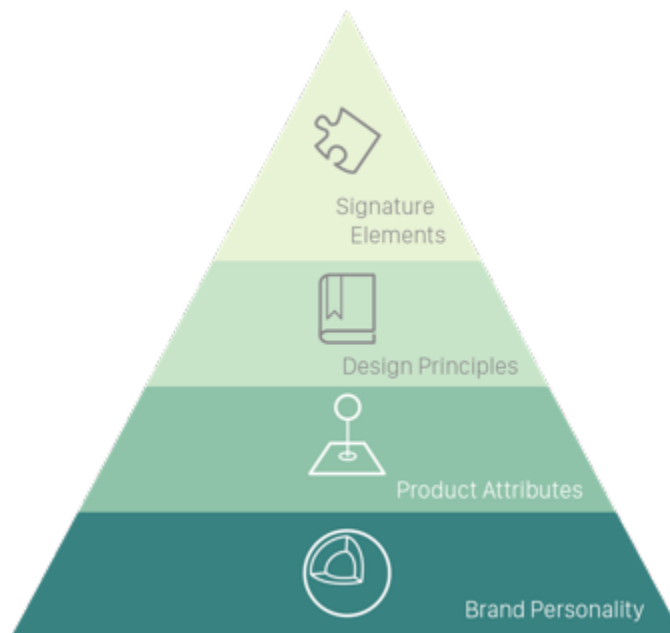 Signature
Elements
Design Principles
Product Attributes
Brand Personality